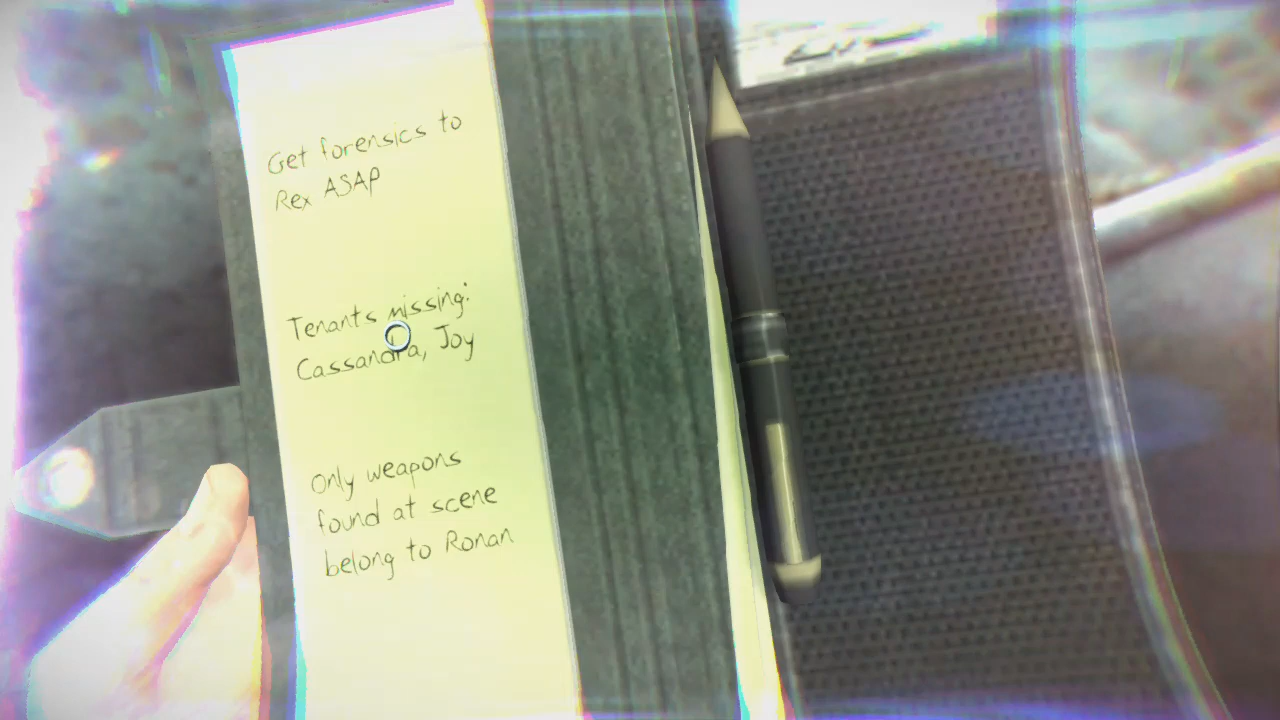 Get forensics to
Rex ASAP
Tenants missing:
Cassandra, Joy
Only weapons
found at scene
belong to Ronan